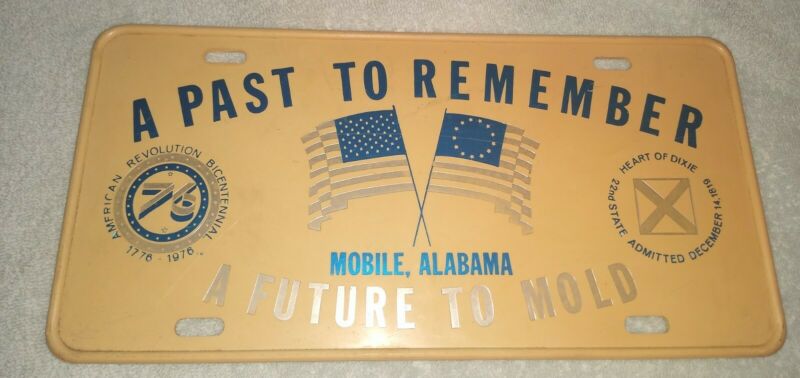 A PAST TO REMEMBER
AMERICAN REVOLUTION BICENTENNIAL
76
1776-1976
HEART OF DIXIE
22nd STATE ADMITTED DECEMBER 14, 1819
MOBILE, ALABAMA
A FUTURE TO MOLD